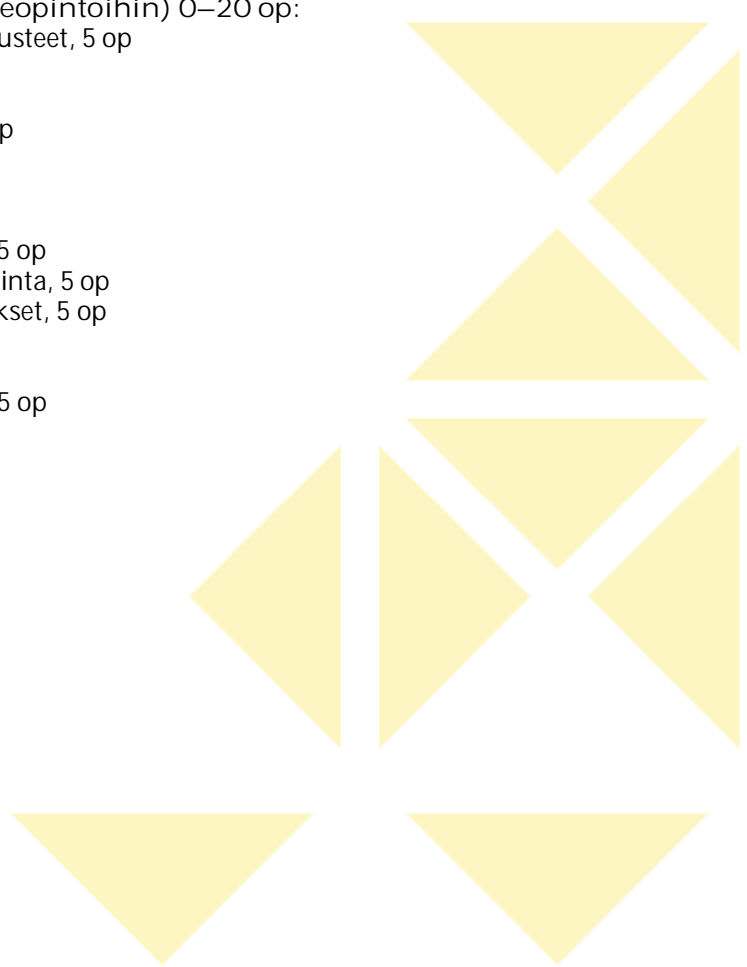 eopintoihin) 0–20 op:
usteet, 5 op
p
5 op
inta, 5 op
kset, 5 op
5 op